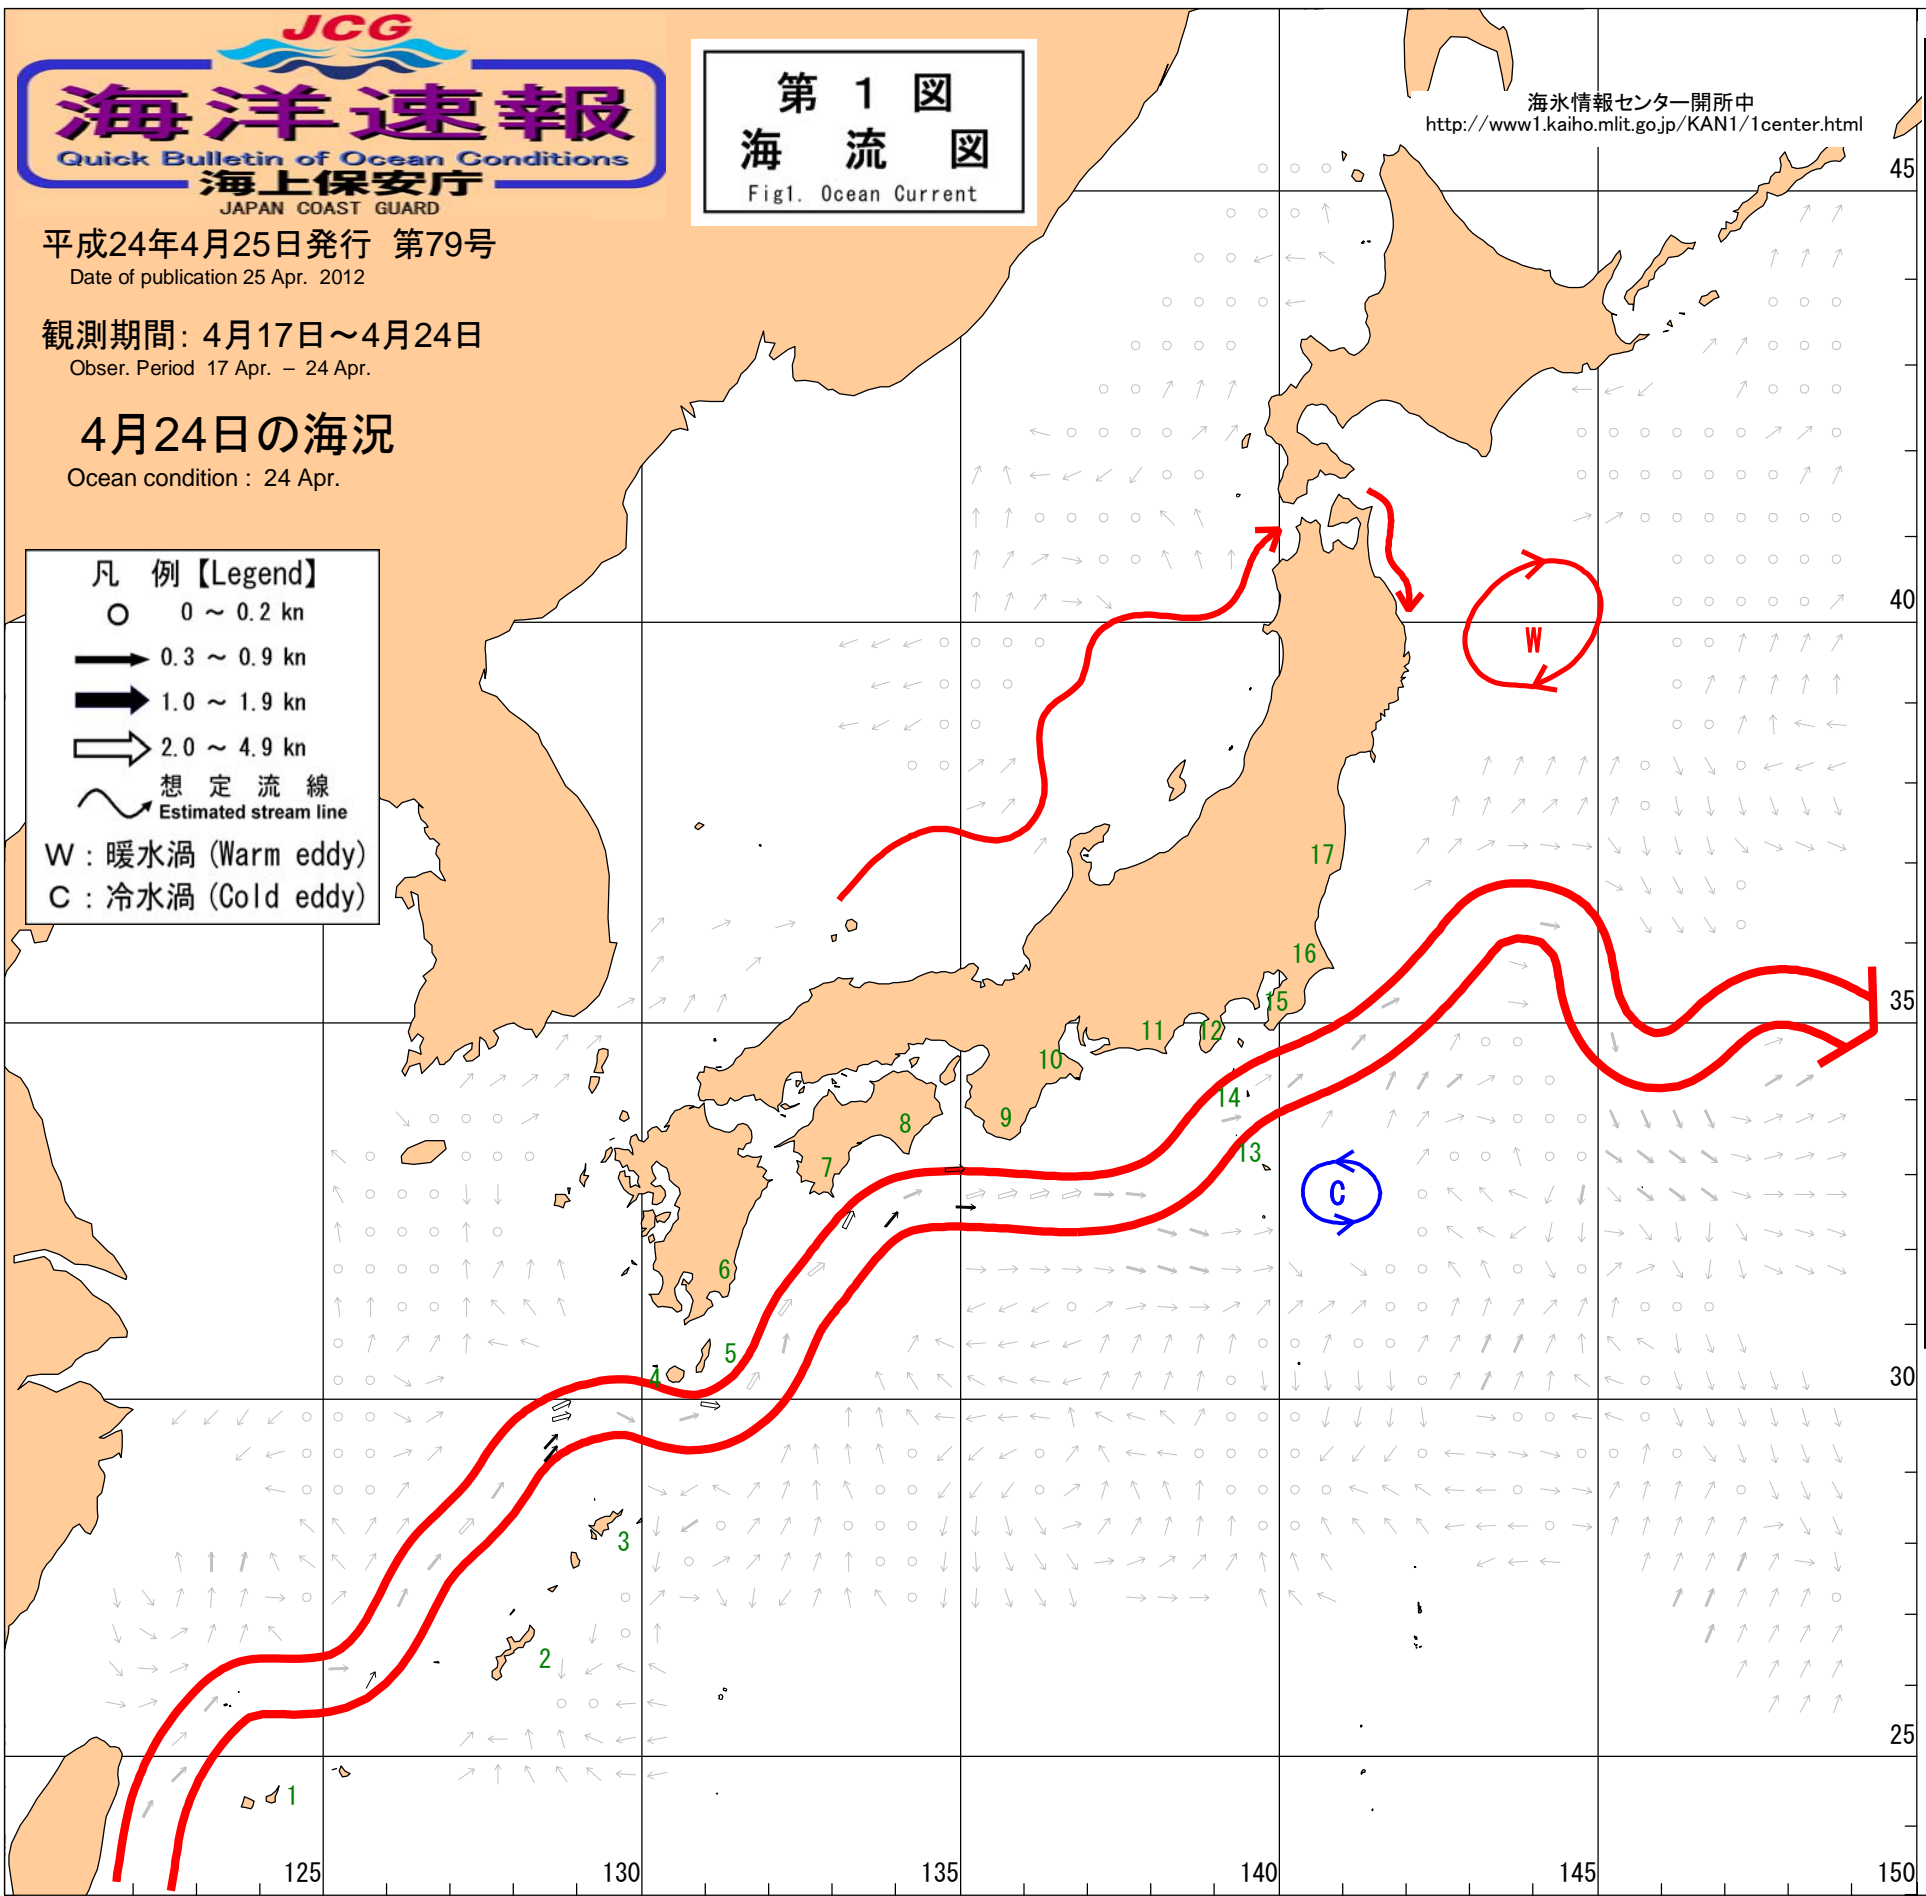 JCG
海洋速報
Quick Bulletin of Ocean Conditions
海上保安庁
JAPAN COAST GUARD
第 1 図
海 流 図
Fig1. Ocean Current
海氷情報センター開所中
http://www1.kaiho.mlit.go.jp/KAN1/1center.html
平成24年4月25日発行 第79号
Date of publication 25 Apr. 2012
観測期間: 4月17日～4月24日
Obser. Period 17 Apr. – 24 Apr.
4月24日の海況
Ocean condition : 24 Apr.
凡 例【Legend】
0 ～ 0.2 kn
0.3 ～ 0.9 kn
1.0 ～ 1.9 kn
2.0 ～ 4.9 kn
想 定 流 線
Estimated stream line
W : 暖水渦 (Warm eddy)
C : 冷水渦 (Cold eddy)
45
40
W
17
16
35
15
11
12
10
14
9
8
13
7
C
6
5
4
30
3
2
25
1
125
130
135
140
145
150